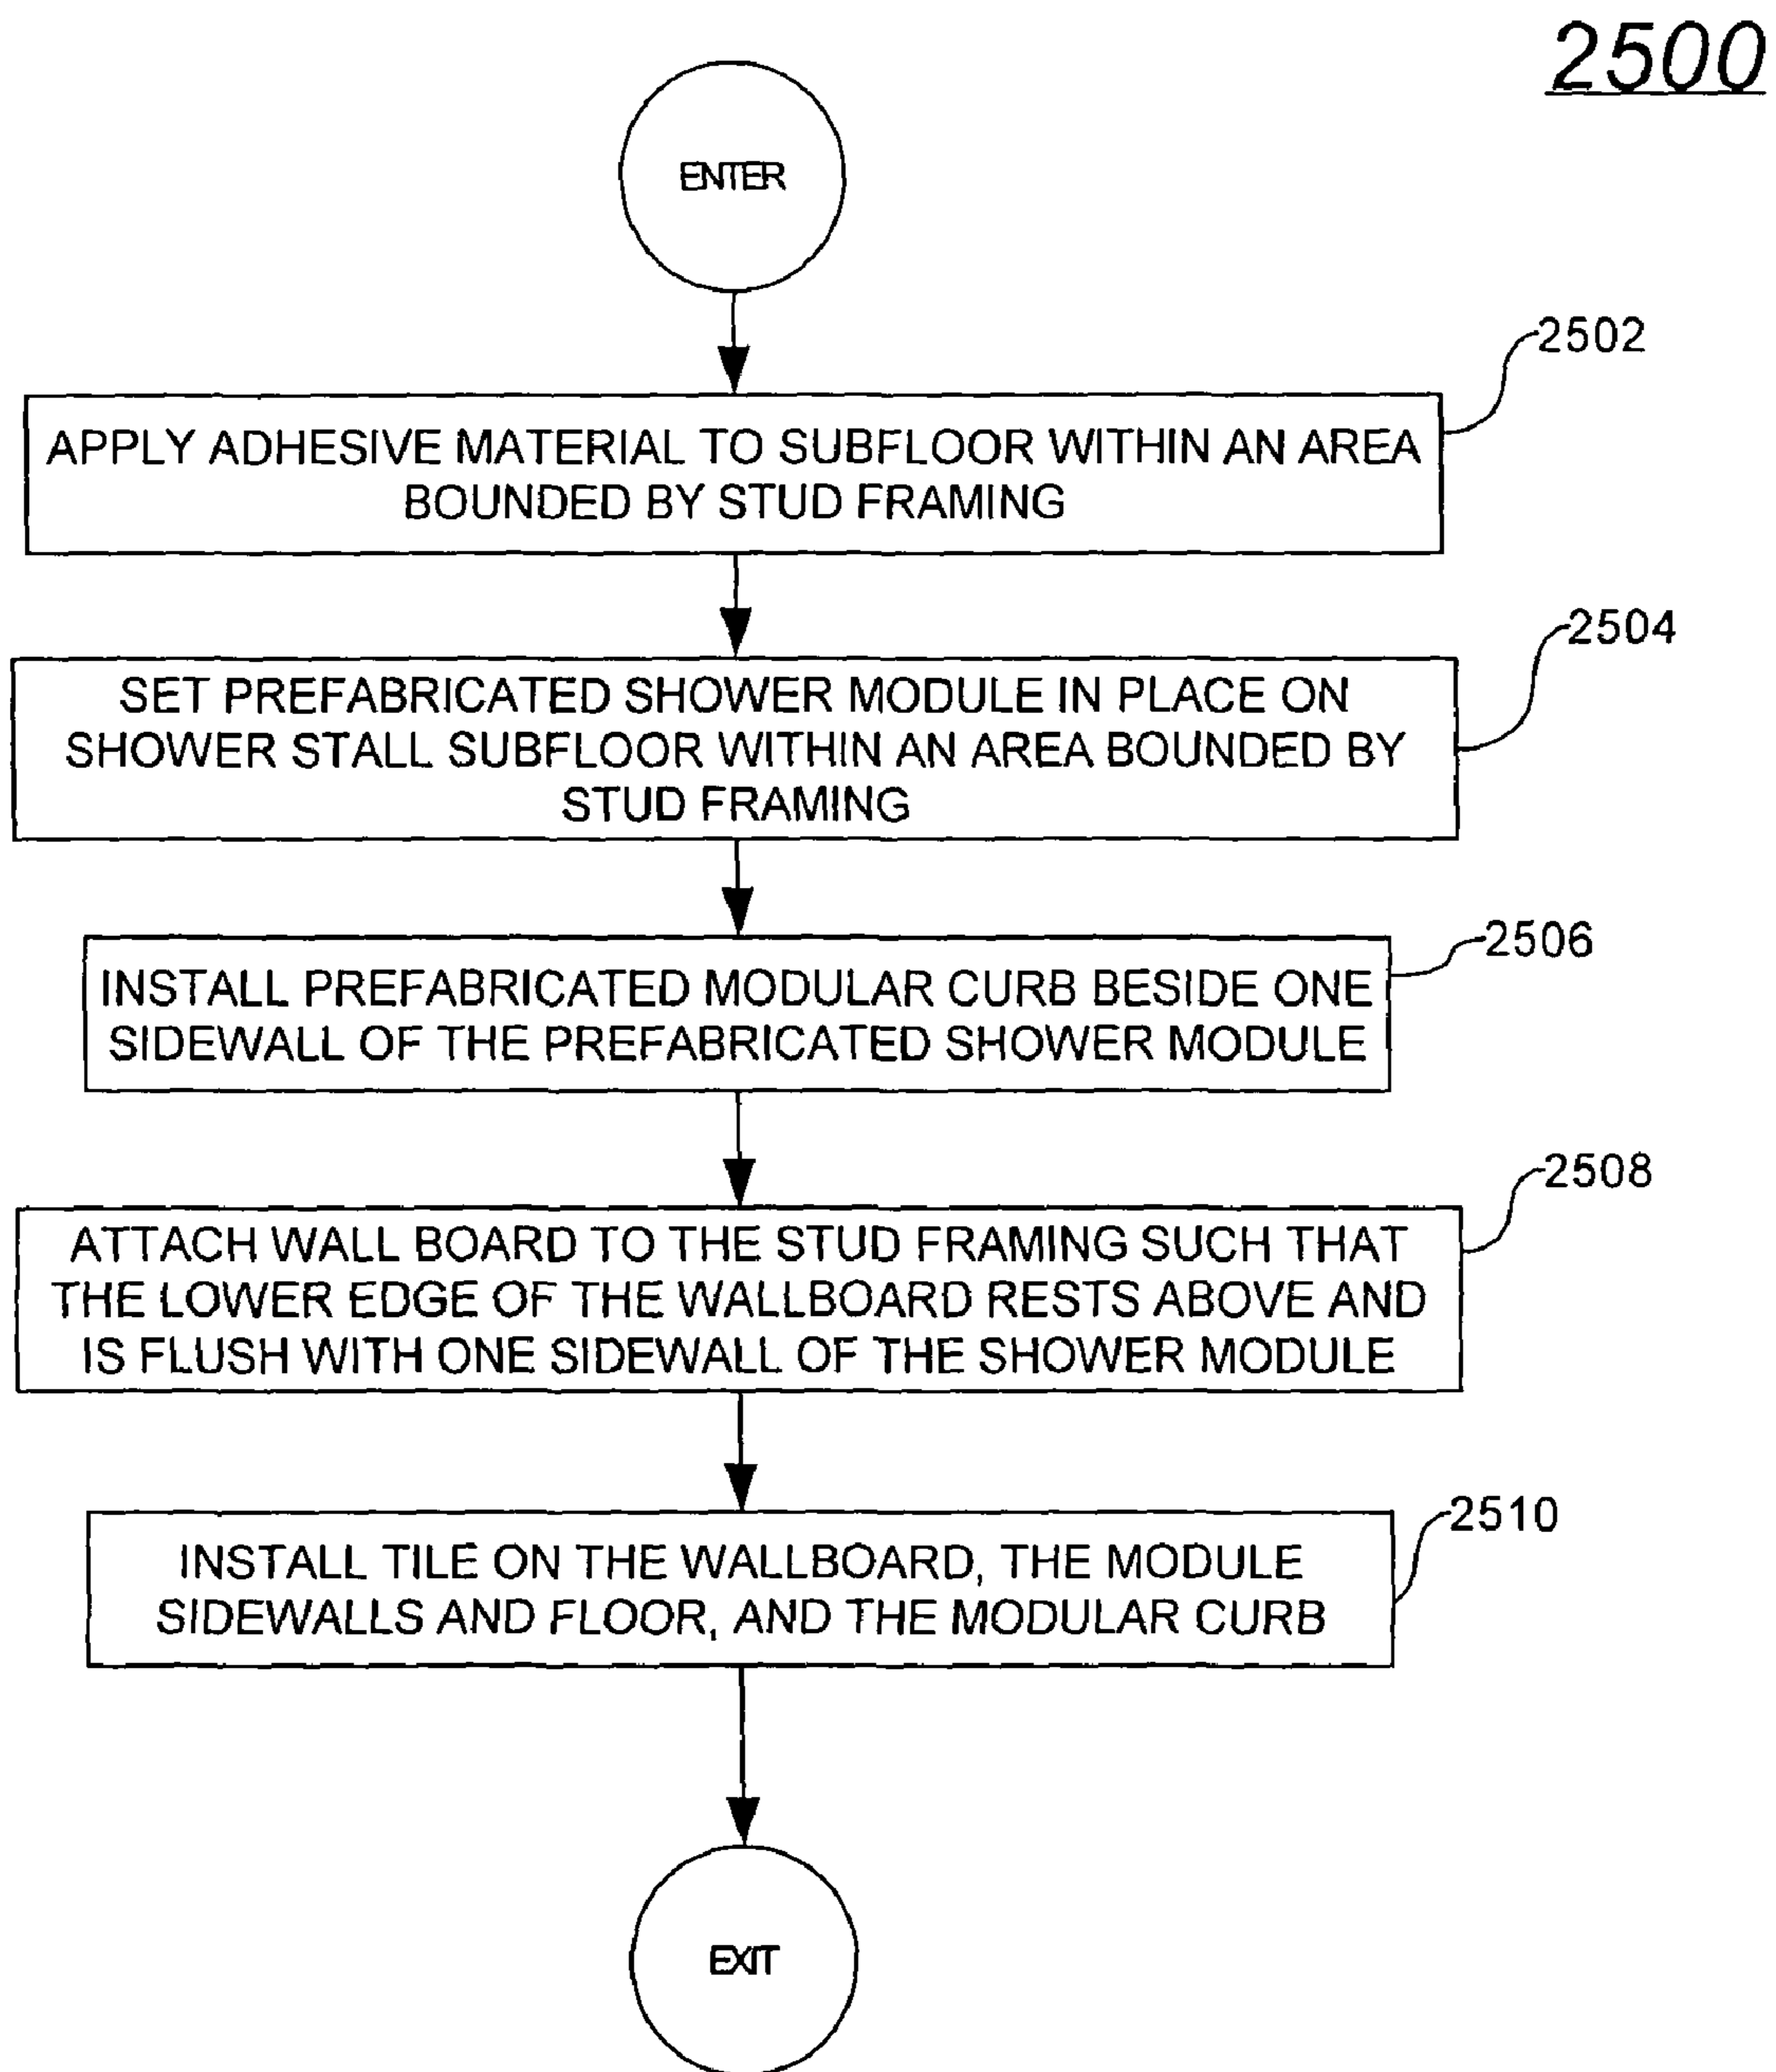 2500
ENTER
2502
APPLY ADHESIVE MATERIAL TO SUBFLOOR WITHIN AN AREA
BOUNDED BY STUD FRAMING
2504
SET PREFABRICATED SHOWER MODULE IN PLACE ON
SHOWER STALL SUBFLOOR WITHIN AN AREA BOUNDED BY
STUD FRAMING
2506
INSTALL PREFABRICATED MODULAR CURB BESIDE ONE
SIDEWALL OF THE PREFABRICATED SHOWER MODULE
2508
ATTACH WALL BOARD TO THE STUD FRAMING SUCH THAT
THE LOWER EDGE OF THE WALLBOARD RESTS ABOVE AND
IS FLUSH WITH ONE SIDEWALL OF THE SHOWER MODULE
2510
INSTALL TILE ON THE WALLBOARD, THE MODULE
SIDEWALLS AND FLOOR, AND THE MODULAR CURB
EXIT